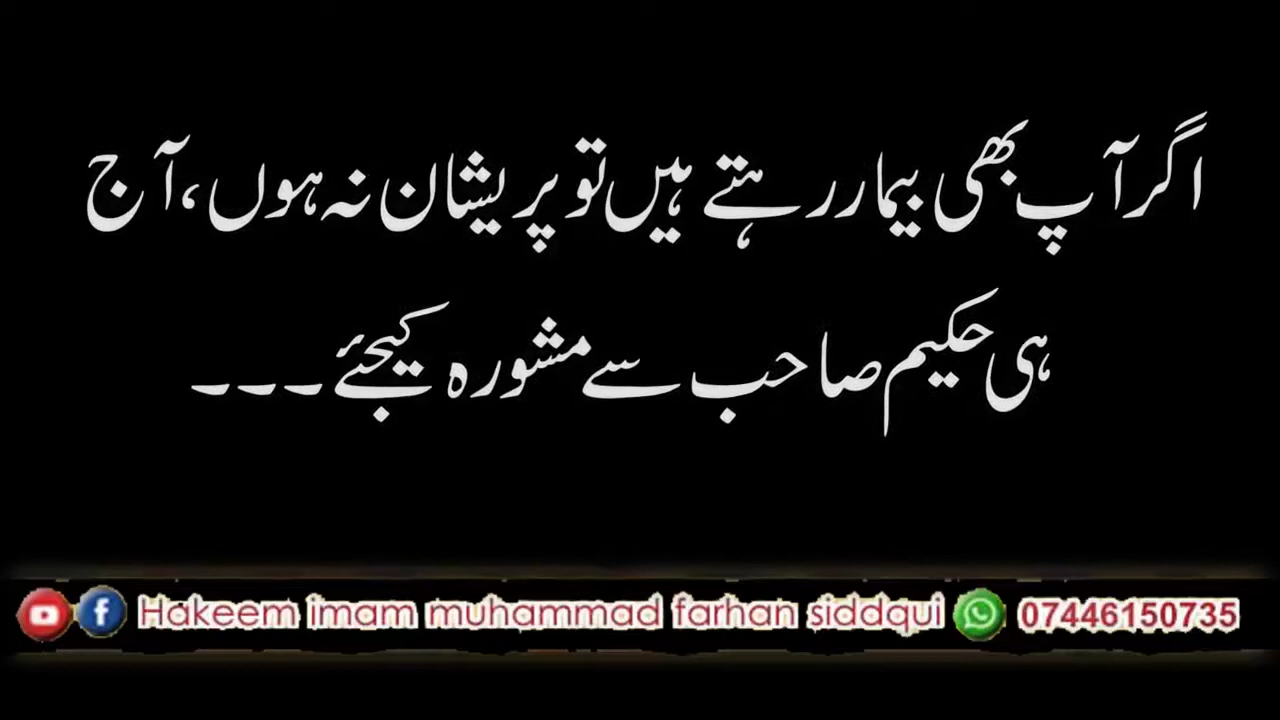 اگر آپ بھی بیمار رہتے ہیں تو پریشان نہ ہوں، آج
ہی حکیم صاحب سے مشورہ کیجئے۔۔۔
Hakeem imam muhammad farhan siddqui 07446150735